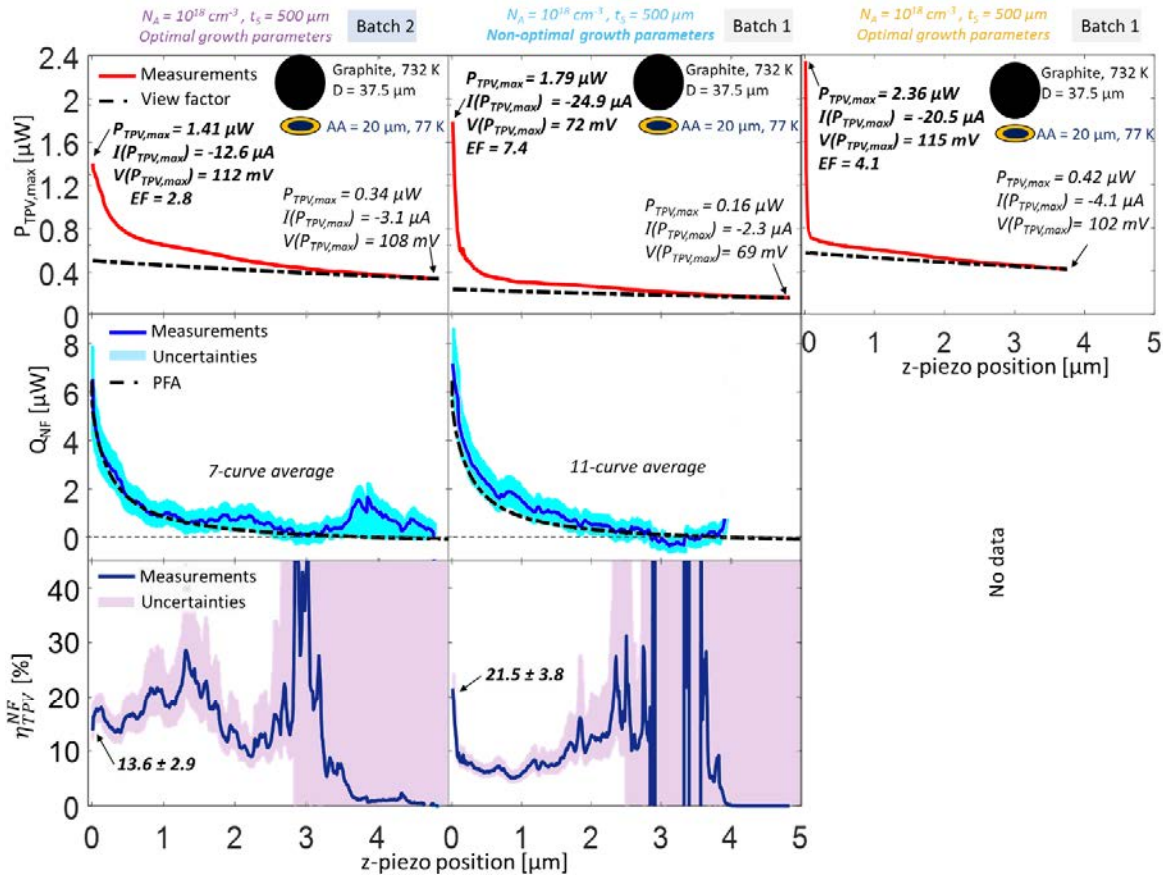 N_A = 10^18 cm^-3 , t_S = 500 µm
Optimal growth parameters
Batch 2
N_A = 10^18 cm^-3 , t_S = 500 µm
Non-optimal growth parameters
Batch 1
N_A = 10^18 cm^-3 , t_S = 500 µm
Optimal growth parameters
Batch 1
P_TPV,max [µW]
2.4
2
1.6
1.2
0.8
0.4
0
Measurements
View factor
Graphite, 732 K
D = 37.5 µm
AA = 20 µm, 77 K
P_TPV,max = 1.41 µW
I(P_TPV,max) = -12.6 µA
V(P_TPV,max) = 112 mV
EF = 2.8
P_TPV,max = 0.34 µW
I(P_TPV,max) = -3.1 µA
V(P_TPV,max) = 108 mV
P_TPV,max = 1.79 µW
I(P_TPV,max) = -24.9 µA
V(P_TPV,max) = 72 mV
EF = 7.4
Graphite, 732 K
D = 37.5 µm
AA = 20 µm, 77 K
P_TPV,max = 0.16 µW
I(P_TPV,max) = -2.3 µA
V(P_TPV,max) = 69 mV
P_TPV,max = 2.36 µW
I(P_TPV,max) = -20.5 µA
V(P_TPV,max) = 115 mV
EF = 4.1
Graphite, 732 K
D = 37.5 µm
AA = 20 µm, 77 K
P_TPV,max = 0.42 µW
I(P_TPV,max) = -4.1 µA
V(P_TPV,max) = 102 mV
0 1 2 3 4 5
z-piezo position [µm]
Q_NF [µW]
8
6
4
2
0
Measurements
Uncertainties
PFA
7-curve average
11-curve average
No data
η_TPV^NF [%]
40
30
20
10
0
Measurements
Uncertainties
13.6 ± 2.9
21.5 ± 3.8
0 1 2 3 4
0 1 2 3 4 5
z-piezo position [µm]